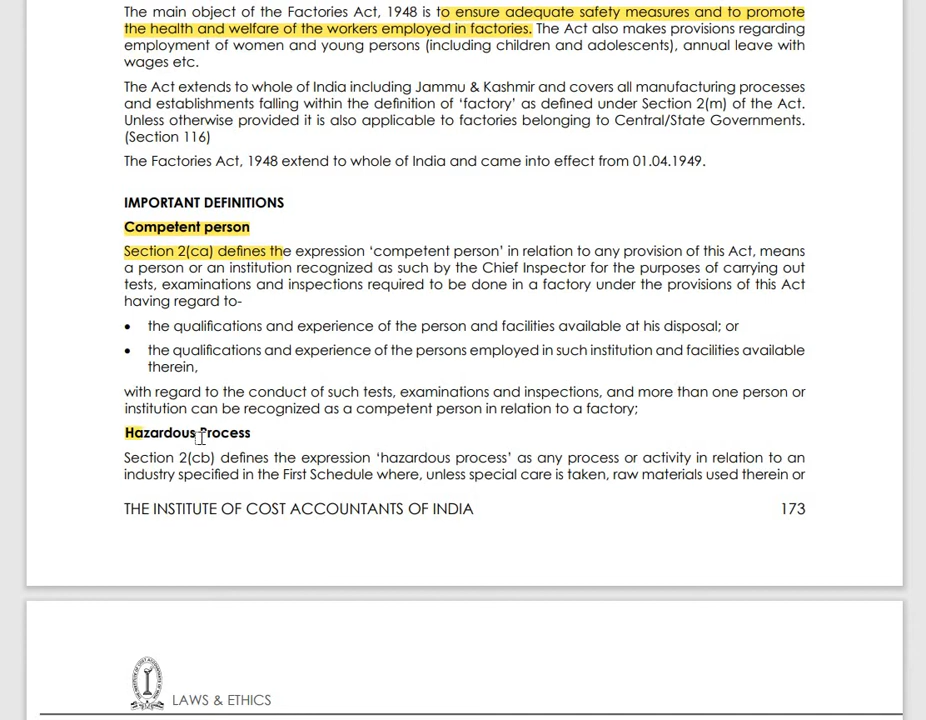 The main object of the Factories Act, 1948 is to ensure adequate safety measures and to promote
the health and welfare of the workers employed in factories. The Act also makes provisions regarding
employment of women and young persons (including children and adolescents), annual leave with
wages etc.
The Act extends to whole of India including Jammu & Kashmir and covers all manufacturing processes
and establishments falling within the definition of ‘factory’ as defined under Section 2(m) of the Act.
Unless otherwise provided it is also applicable to factories belonging to Central/State Governments.
(Section 116)
The Factories Act, 1948 extend to whole of India and came into effect from 01.04.1949.
IMPORTANT DEFINITIONS
Competent person
Section 2(ca) defines the expression ‘competent person’ in relation to any provision of this Act, means
a person or an institution recognized as such by the Chief Inspector for the purposes of carrying out
tests, examinations and inspections required to be done in a factory under the provisions of this Act
having regard to-
• the qualifications and experience of the person and facilities available at his disposal; or
• the qualifications and experience of the persons employed in such institution and facilities available
therein,
with regard to the conduct of such tests, examinations and inspections, and more than one person or
institution can be recognized as a competent person in relation to a factory;
Hazardous Process
Section 2(cb) defines the expression ‘hazardous process’ as any process or activity in relation to an
industry specified in the First Schedule where, unless special care is taken, raw materials used therein or
THE INSTITUTE OF COST ACCOUNTANTS OF INDIA 173
LAWS & ETHICS